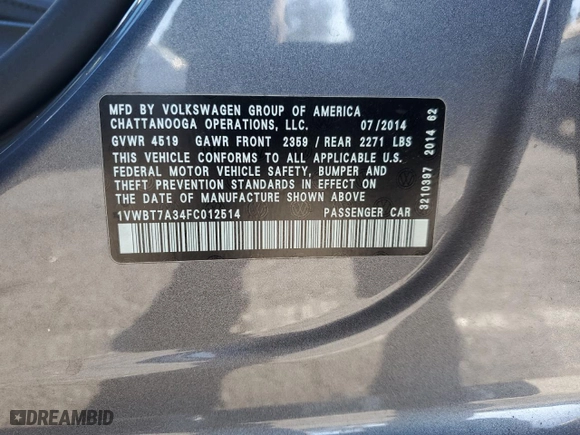 MFD BY VOLKSWAGEN GROUP OF AMERICA
CHATTANOOGA OPERATIONS, LLC. 07/2014
GVWR 4519 GAWR FRONT 2359 / REAR 2271 LBS
THIS VEHICLE CONFORMS TO ALL APPLICABLE U.S.
FEDERAL MOTOR VEHICLE SAFETY, BUMPER AND
THEFT PREVENTION STANDARDS IN EFFECT ON
DATE OF MANUFACTURE SHOWN ABOVE
1VWBT7A34FC012514 PASSENGER CAR
3210397 2014 62
DREAMBID